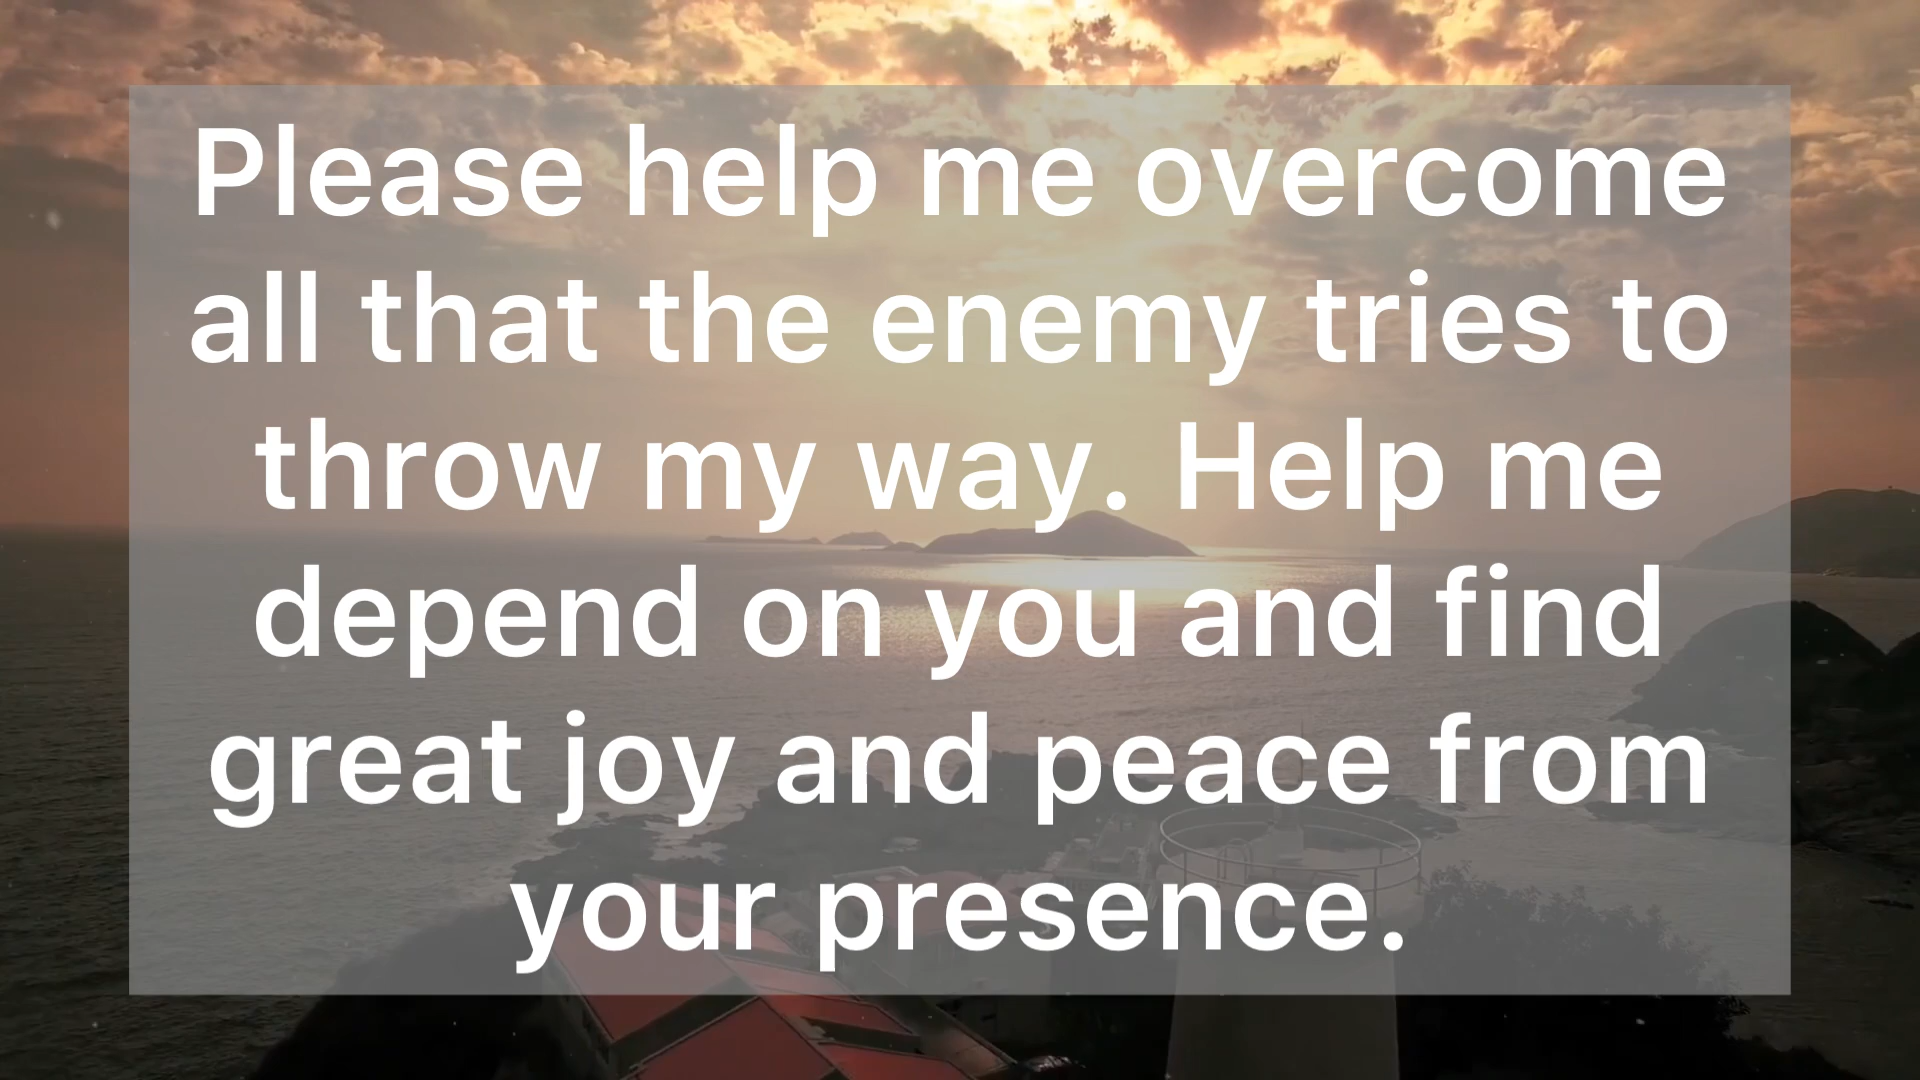 Please help me overcome
all that the enemy tries to
throw my way. Help me
depend on you and find
great joy and peace from
your presence.